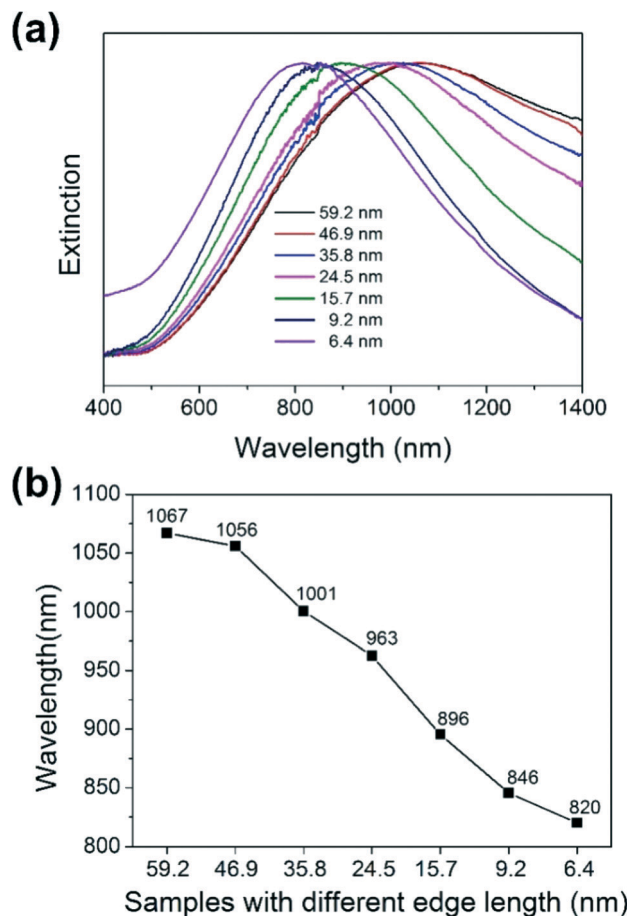 (a)
Extinction
59.2 nm
46.9 nm
35.8 nm
24.5 nm
15.7 nm
9.2 nm
6.4 nm
400 600 800 1000 1200 1400
Wavelength (nm)
(b)
1100
1050
1000
950
900
850
800
Wavelength(nm)
1067
1056
1001
963
896
846
820
59.2 46.9 35.8 24.5 15.7 9.2 6.4
Samples with different edge length (nm)